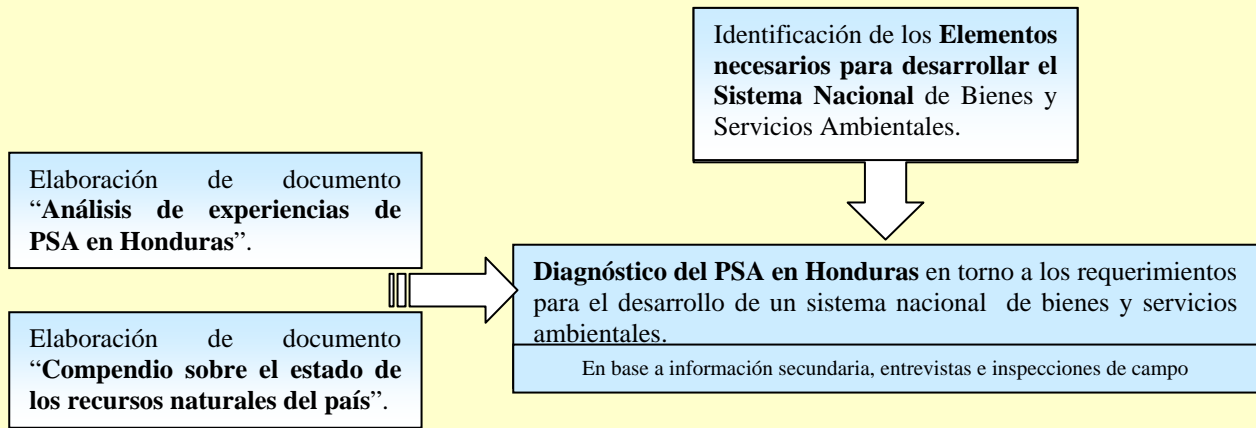 Identificación de los Elementos
necesarios para desarrollar el
Sistema Nacional de Bienes y
Servicios Ambientales.
Elaboración de documento
“Análisis de experiencias de
PSA en Honduras”.
Elaboración de documento
“Compendio sobre el estado de
los recursos naturales del país”.
Diagnóstico del PSA en Honduras en torno a los requerimientos
para el desarrollo de un sistema nacional de bienes y servicios
ambientales.
En base a información secundaria, entrevistas e inspecciones de campo